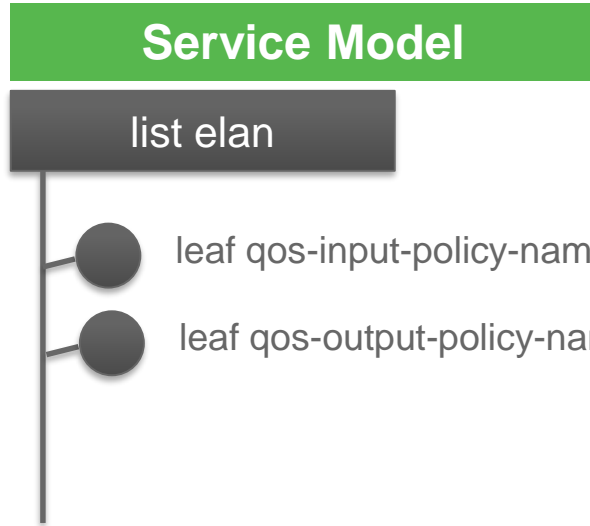 Service Model
list elan
leaf qos-input-policy-nam
leaf qos-output-policy-na